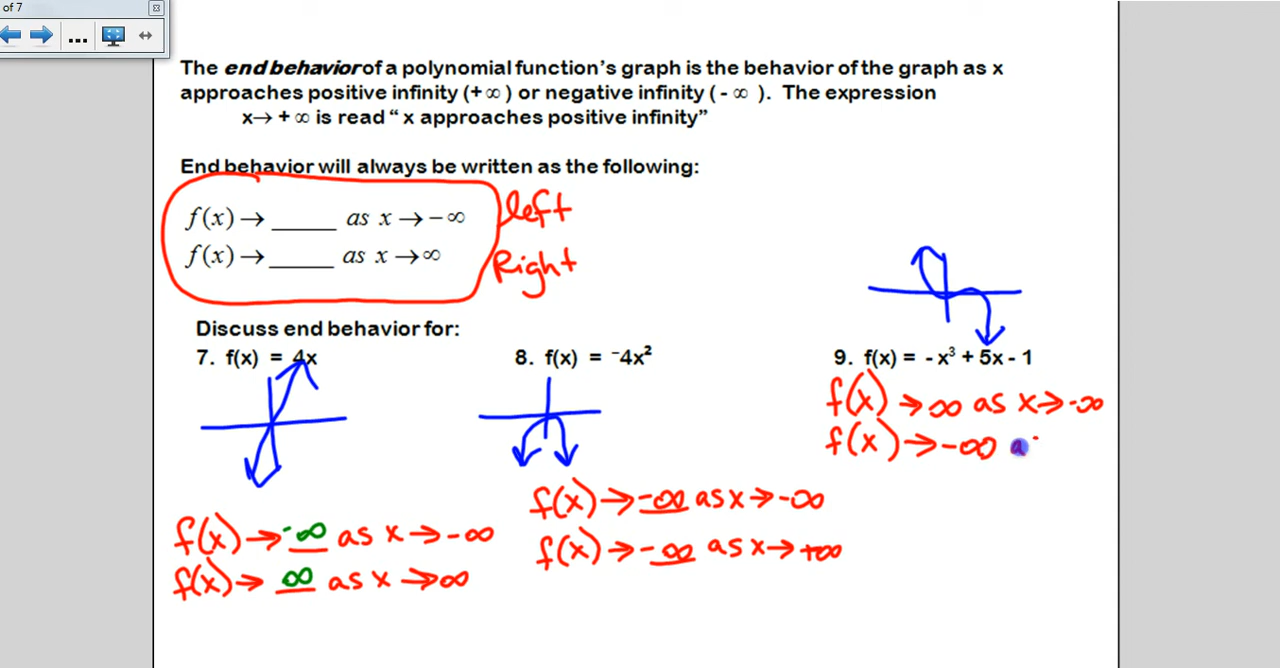 of 7
The end behavior of a polynomial function's graph is the behavior of the graph as x
approaches positive infinity (+ ∞ ) or negative infinity ( - ∞ ). The expression
x→ + ∞ is read “ x approaches positive infinity”
End behavior will always be written as the following:
f(x) → _____ as x → − ∞ left
f(x) → _____ as x → ∞ Right
Discuss end behavior for:
7. f(x) = 4x
8. f(x) = ⁻4x²
9. f(x) = - x³ + 5x - 1
f(x) → ∞ as x → -∞
f(x) → -∞ a
f(x) → -∞ as x → -∞
f(x) → -∞ as x → +∞
f(x) → -∞ as x → -∞
f(x) → ∞ as x → ∞